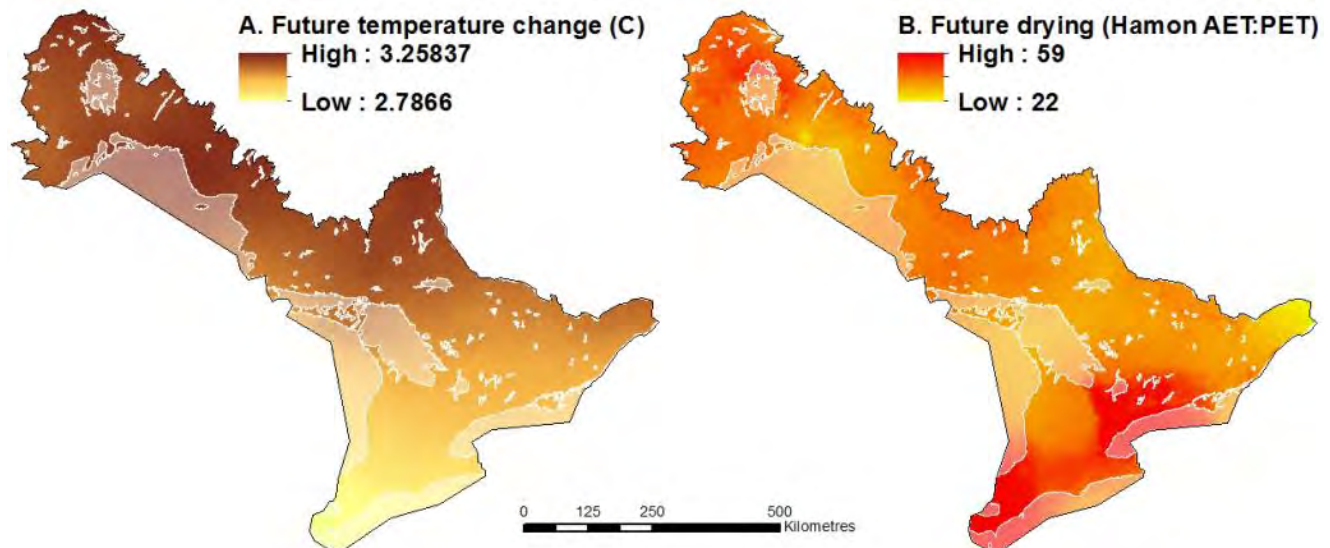 A. Future temperature change (C)
High : 3.25837
Low : 2.7866
B. Future drying (Hamon AET:PET)
High : 59
Low : 22
0 125 250 500
Kilometres